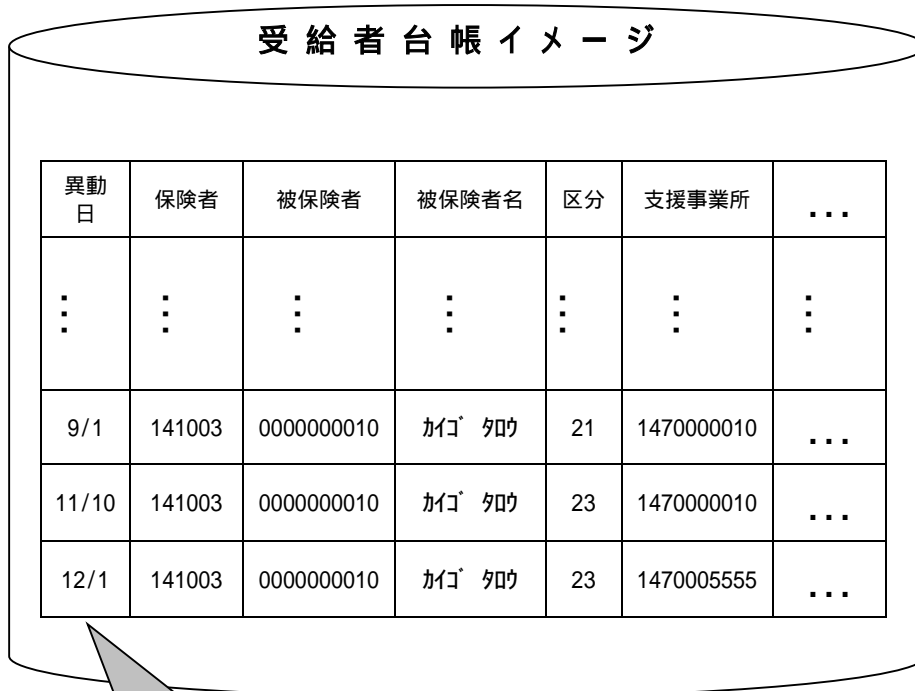 受給者台帳イメージ
異動日 保険者 被保険者 被保険者名 区分 支援事業所 ...
⋮ ⋮ ⋮ ⋮ ⋮ ⋮ ⋮
9/1 141003 0000000010 ｶｲｺﾞ ﾀﾛｳ 21 1470000010 ...
11/10 141003 0000000010 ｶｲｺﾞ ﾀﾛｳ 23 1470000010 ...
12/1 141003 0000000010 ｶｲｺﾞ ﾀﾛｳ 23 1470005555 ...